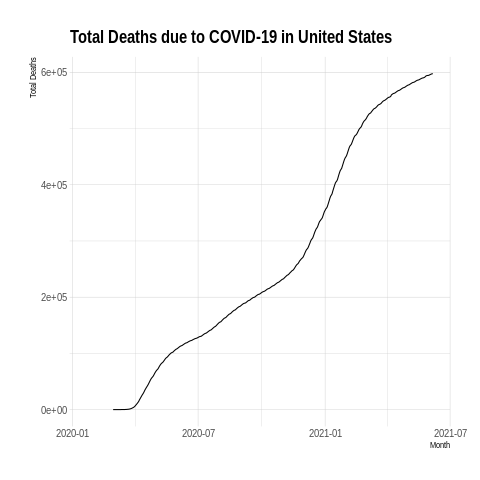 Total Deaths due to COVID-19 in United States
Total Deaths
6e+05
4e+05
2e+05
0e+00
2020-01 2020-07 2021-01 2021-07
Month